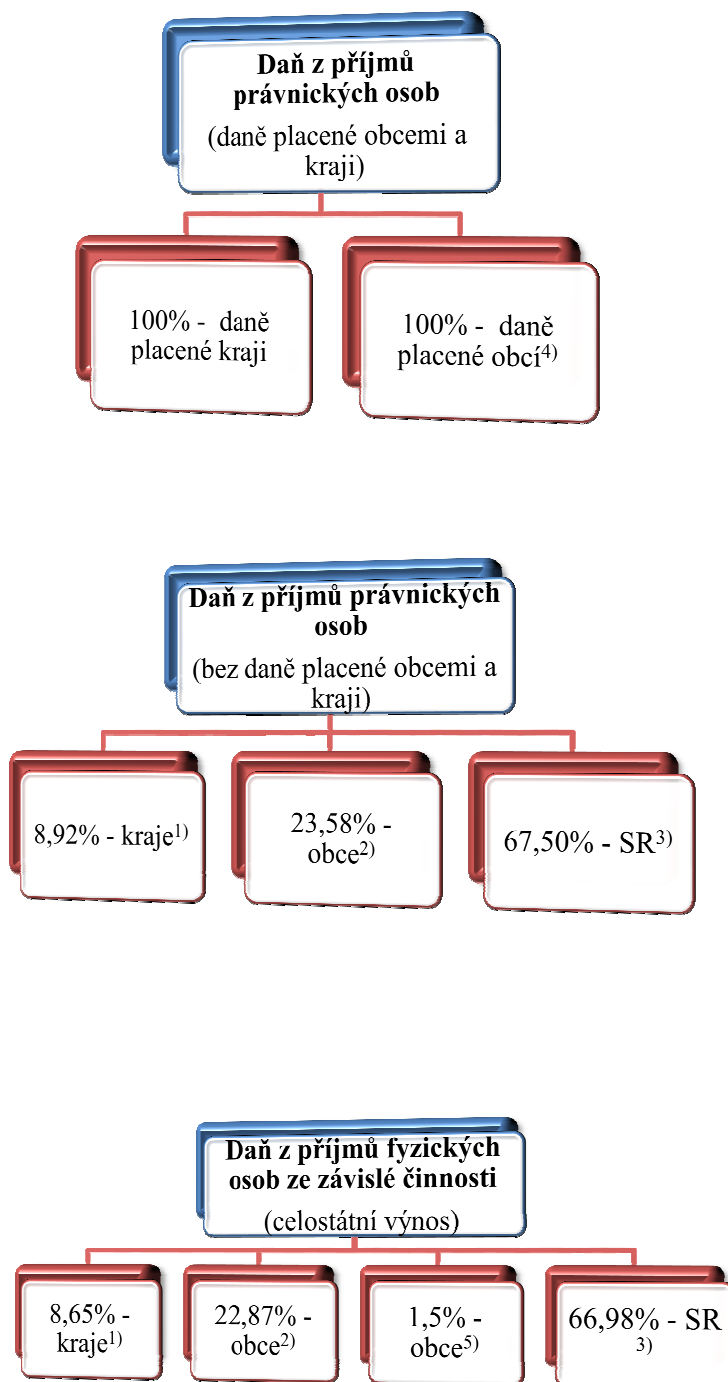 Daň z příjmů
právnických osob
(daně placené obcemi a
kraji)
100% - daně
placené kraji
100% - daně
placené obcí4)
Daň z příjmů právnických
osob
(bez daně placené obcemi a
kraji)
8,92% - kraje1)
23,58% -
obce2)
67,50% - SR3)
Daň z příjmů fyzických
osob ze závislé činnosti
(celostátní výnos)
8,65% -
kraje1)
22,87% -
obce2)
1,5% -
obce5)
66,98% - SR
3)